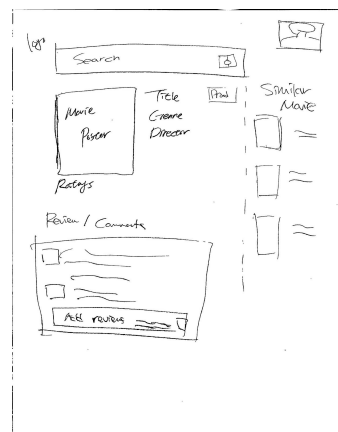 logo
Search
Title
Genre
Director
Movie
Poster
Similar
Movie
Ratings
Review / Comments
Add reviews